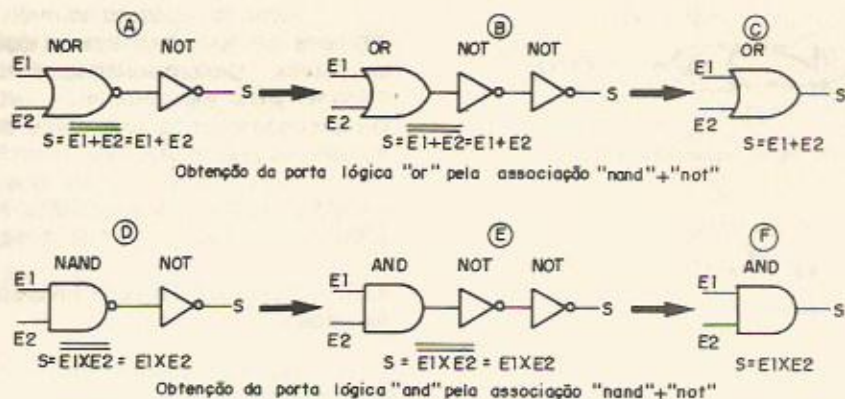 A B C
NOR NOT OR NOT NOT OR
E1 S E1 S E1 S
E2 E2 E2
S=E1+E2=E1+E2 S=E1+E2=E1+E2 S=E1+E2
Obtenção da porta lógica "or" pela associação "nand"+"not"
D E F
NAND NOT AND NOT NOT AND
E1 S E1 S E1 S
E2 E2 E2
S=E1XE2 = E1XE2 S = E1XE2 = E1XE2 S=E1XE2
Obtenção da porta lógica "and" pela associação "nand"+"not"